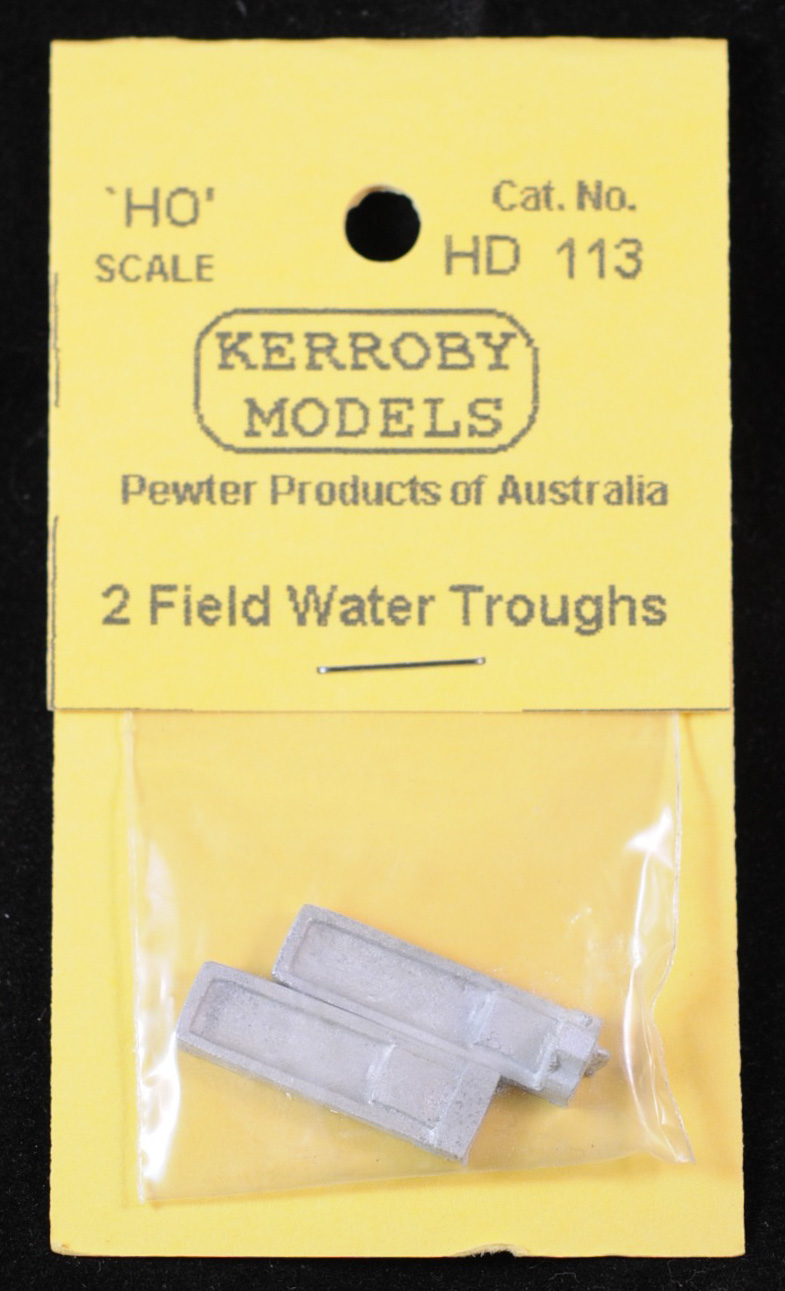 `HO'
SCALE
Cat. No.
HD 113
KERROBY
MODELS
Pewter Products of Australia
2 Field Water Troughs